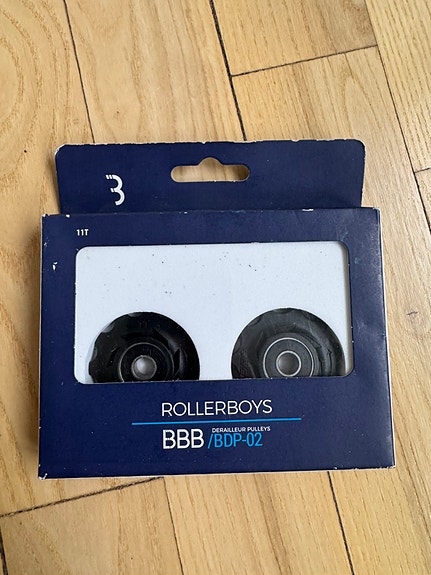 11T
ROLLERBOYS
DERAILLEUR PULLEYS
BBB /BDP-02